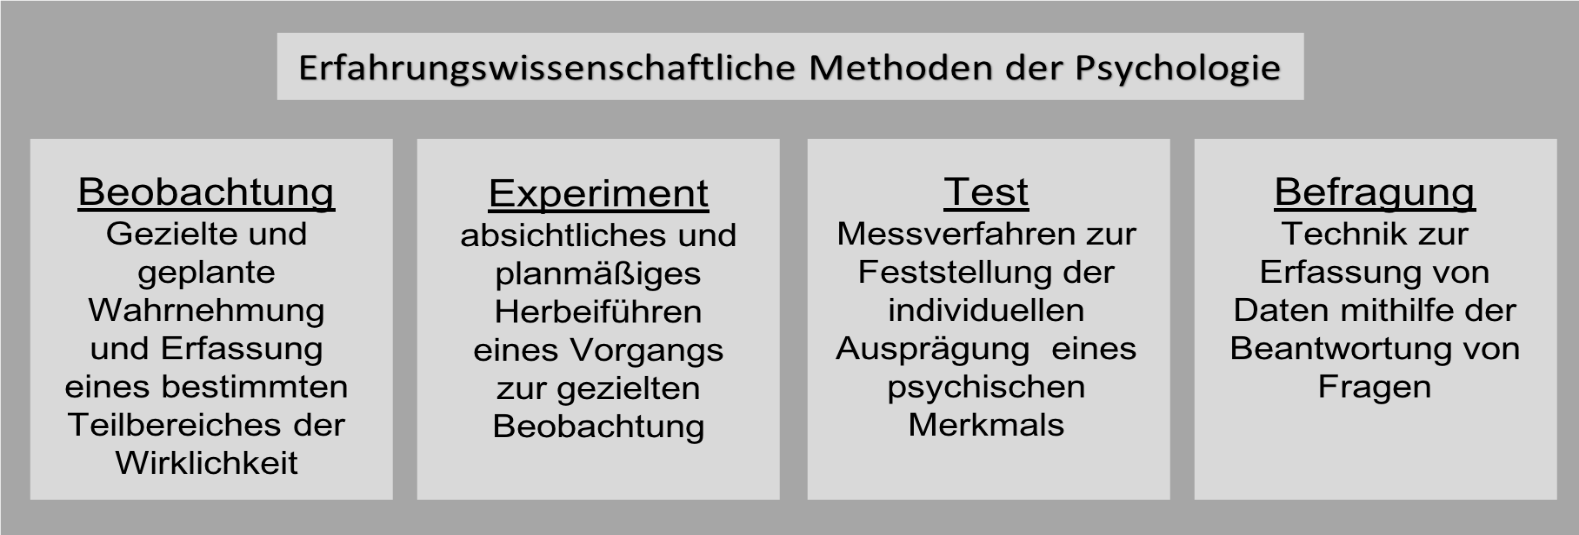 Erfahrungswissenschaftliche Methoden der Psychologie
Beobachtung
Gezielte und
geplante
Wahrnehmung
und Erfassung
eines bestimmten
Teilbereiches der
Wirklichkeit
Experiment
absichtliches und
planmäßiges
Herbeiführen
eines Vorgangs
zur gezielten
Beobachtung
Test
Messverfahren zur
Feststellung der
individuellen
Ausprägung  eines
psychischen
Merkmals
Befragung
Technik zur
Erfassung von
Daten mithilfe der
Beantwortung von
Fragen